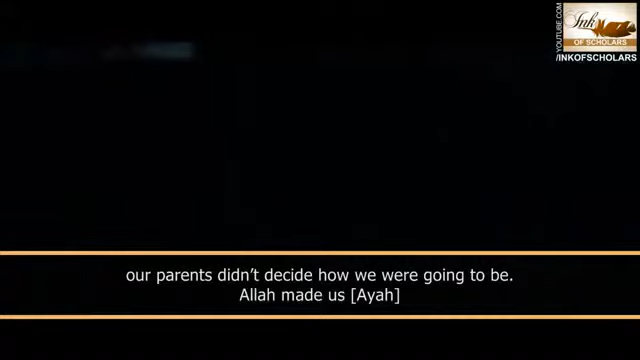 Ink
OF SCHOLARS
YOUTUBE.COM
/INKOFSCHOLARS
our parents didn't decide how we were going to be.
Allah made us [Ayah]